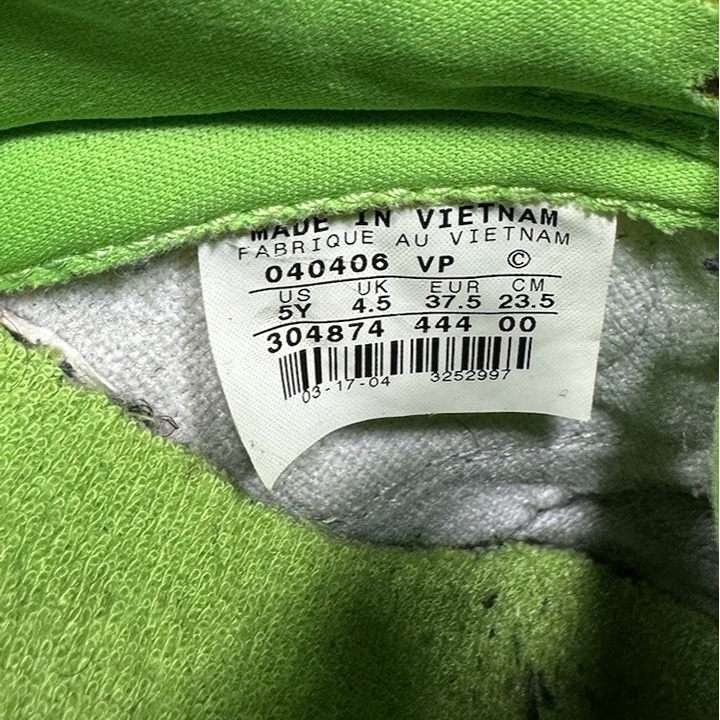 MADE IN VIETNAM
FABRIQUE AU VIETNAM
040406 VP ©
US UK EUR CM
5Y 4.5 37.5 23.5
304874 444 00
03-17-04 3252997